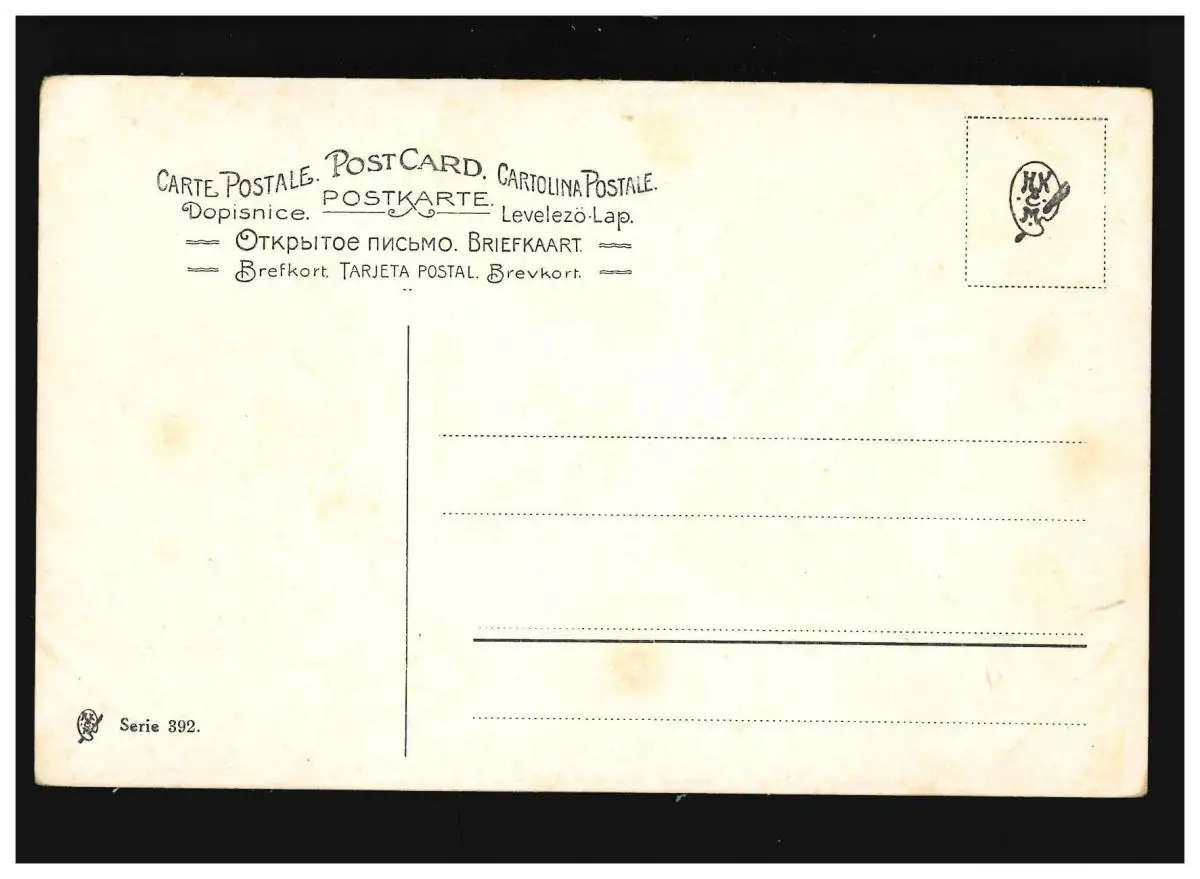 CARTE POSTALE. POST CARD. CARTOLINA POSTALE.
Dopisnice. POSTKARTE. Levelezö-Lap.
Открытое письмо. BRIEFKAART.
Brefkort. TARJETA POSTAL. Brevkort.
H K
C
M.
Serie 392.